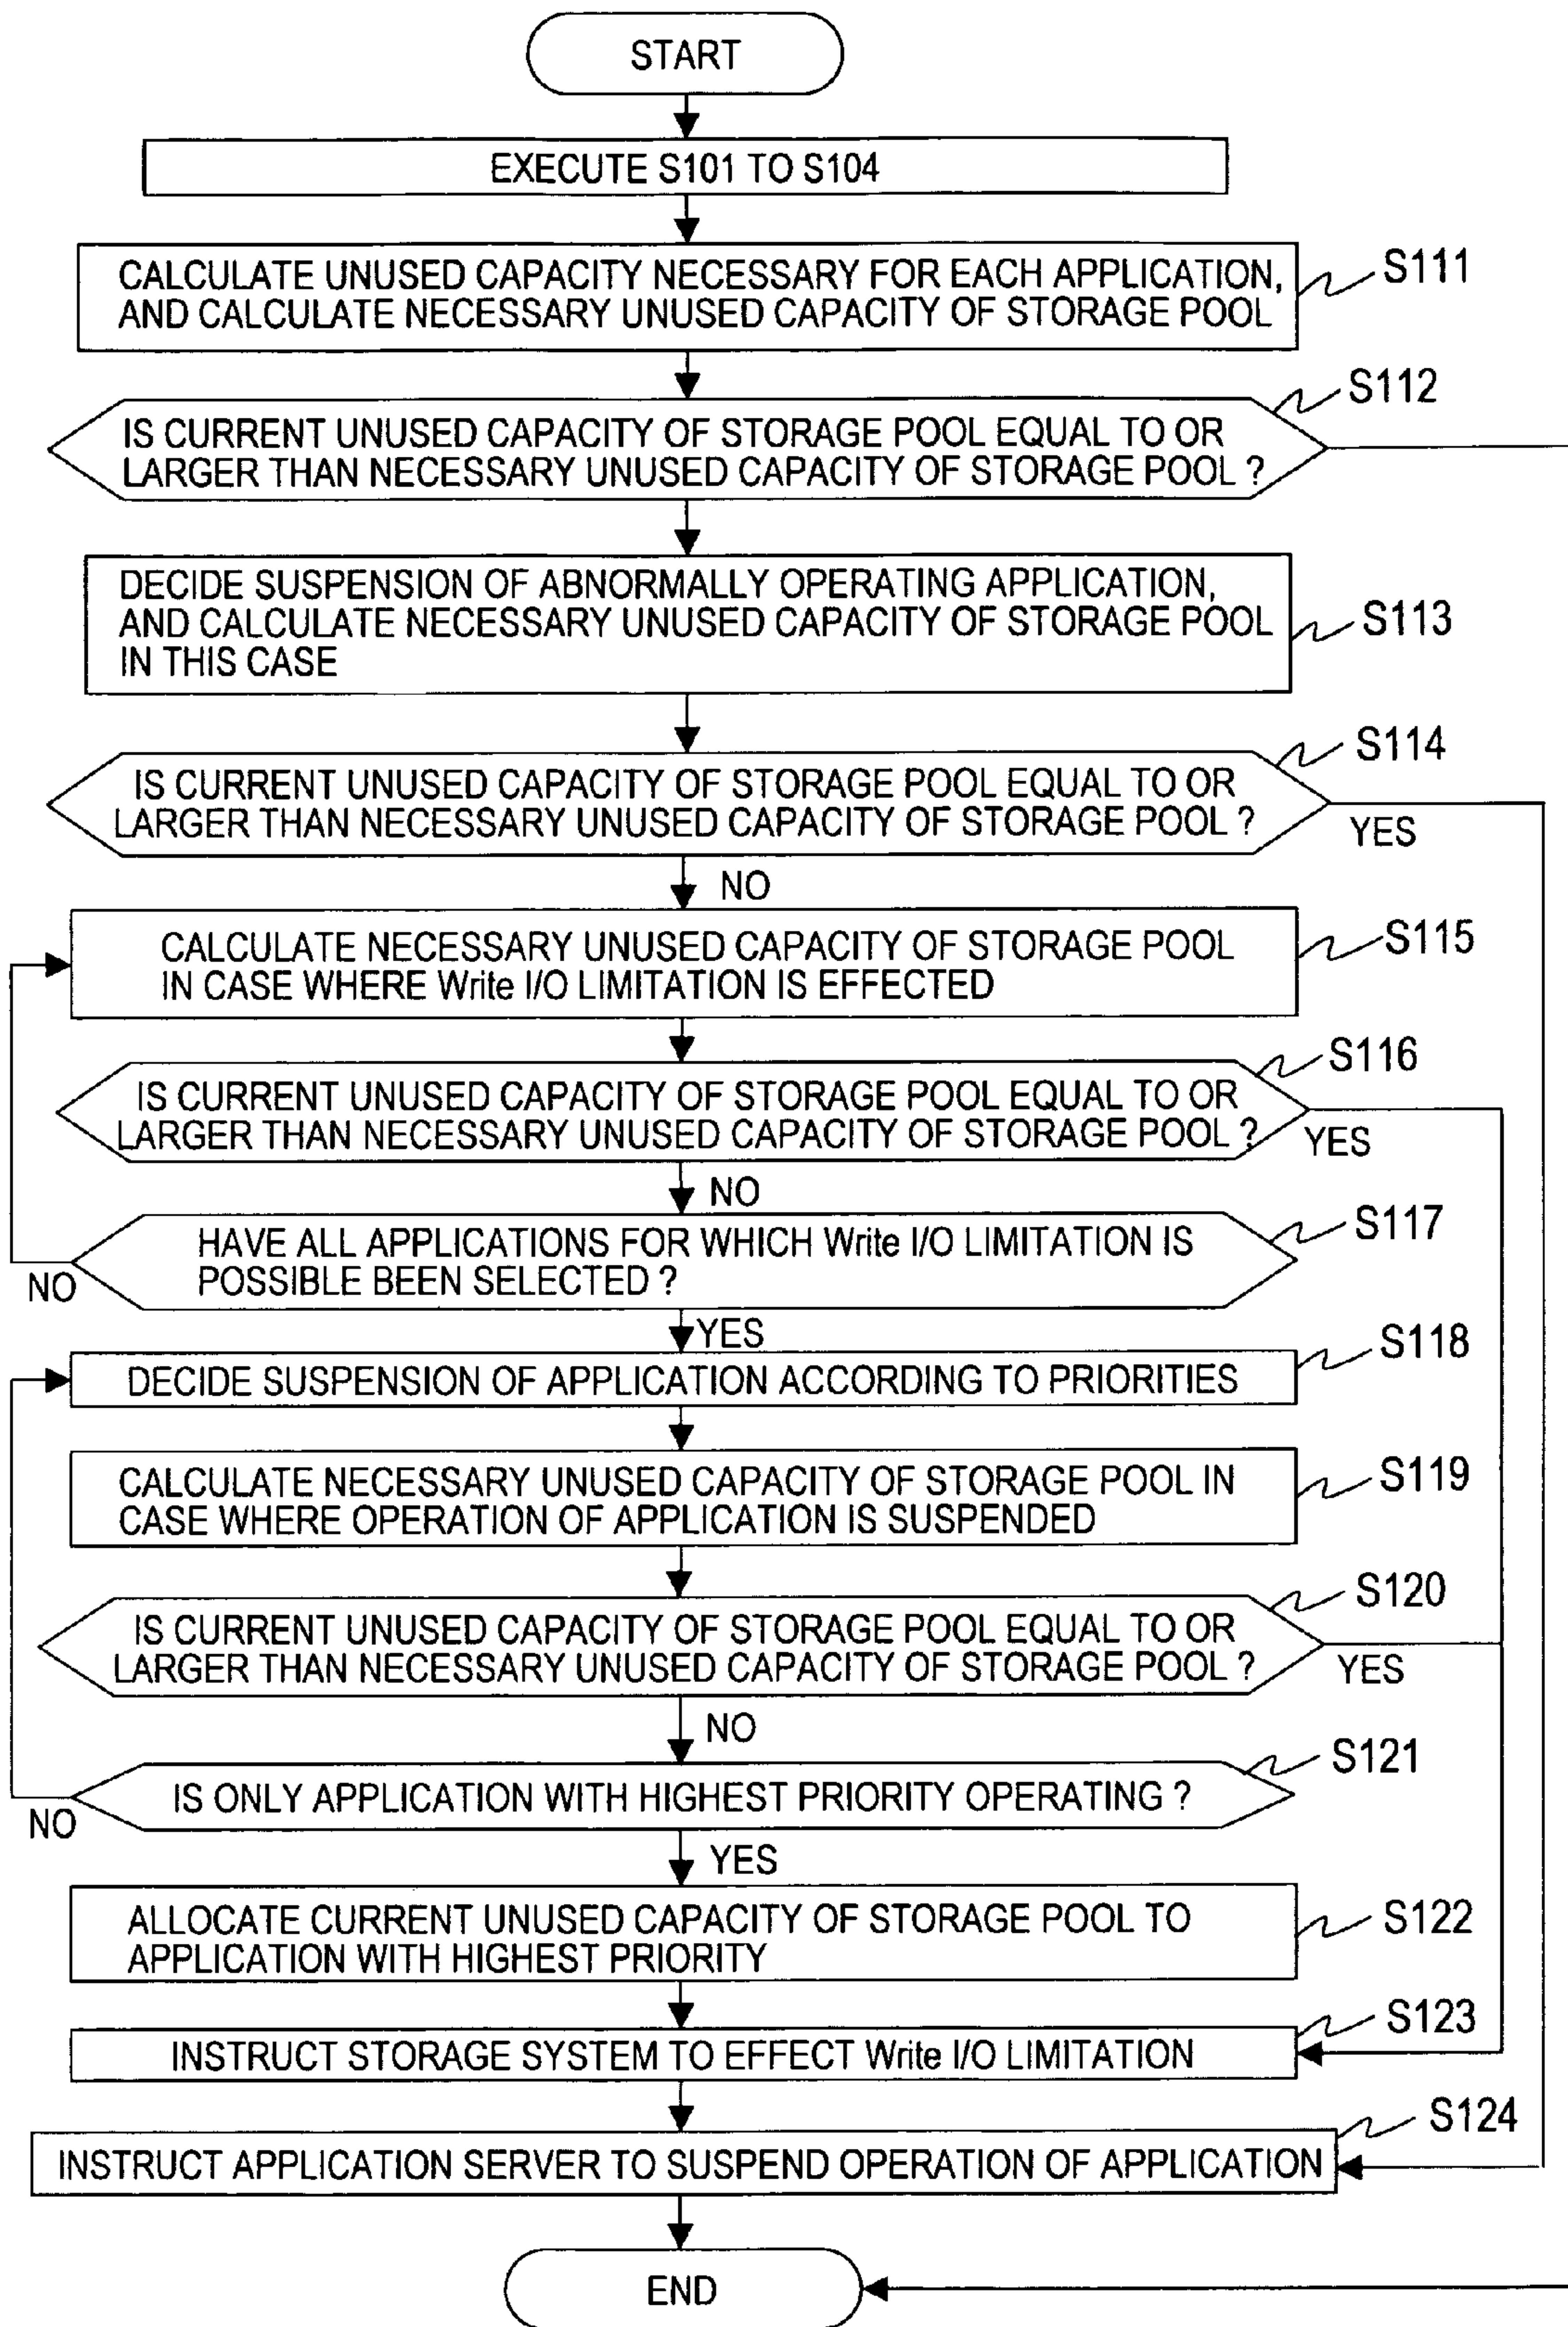 START
EXECUTE S101 TO S104
CALCULATE UNUSED CAPACITY NECESSARY FOR EACH APPLICATION,
AND CALCULATE NECESSARY UNUSED CAPACITY OF STORAGE POOL
S111
IS CURRENT UNUSED CAPACITY OF STORAGE POOL EQUAL TO OR
LARGER THAN NECESSARY UNUSED CAPACITY OF STORAGE POOL ?
S112
DECIDE SUSPENSION OF ABNORMALLY OPERATING APPLICATION,
AND CALCULATE NECESSARY UNUSED CAPACITY OF STORAGE POOL
IN THIS CASE
S113
IS CURRENT UNUSED CAPACITY OF STORAGE POOL EQUAL TO OR
LARGER THAN NECESSARY UNUSED CAPACITY OF STORAGE POOL ?
S114
YES
NO
CALCULATE NECESSARY UNUSED CAPACITY OF STORAGE POOL
IN CASE WHERE Write I/O LIMITATION IS EFFECTED
S115
IS CURRENT UNUSED CAPACITY OF STORAGE POOL EQUAL TO OR
LARGER THAN NECESSARY UNUSED CAPACITY OF STORAGE POOL ?
S116
YES
NO
HAVE ALL APPLICATIONS FOR WHICH Write I/O LIMITATION IS
POSSIBLE BEEN SELECTED ?
S117
NO
YES
DECIDE SUSPENSION OF APPLICATION ACCORDING TO PRIORITIES
S118
CALCULATE NECESSARY UNUSED CAPACITY OF STORAGE POOL IN
CASE WHERE OPERATION OF APPLICATION IS SUSPENDED
S119
IS CURRENT UNUSED CAPACITY OF STORAGE POOL EQUAL TO OR
LARGER THAN NECESSARY UNUSED CAPACITY OF STORAGE POOL ?
S120
YES
NO
IS ONLY APPLICATION WITH HIGHEST PRIORITY OPERATING ?
S121
NO
YES
ALLOCATE CURRENT UNUSED CAPACITY OF STORAGE POOL TO
APPLICATION WITH HIGHEST PRIORITY
S122
INSTRUCT STORAGE SYSTEM TO EFFECT Write I/O LIMITATION
S123
INSTRUCT APPLICATION SERVER TO SUSPEND OPERATION OF APPLICATION
S124
END